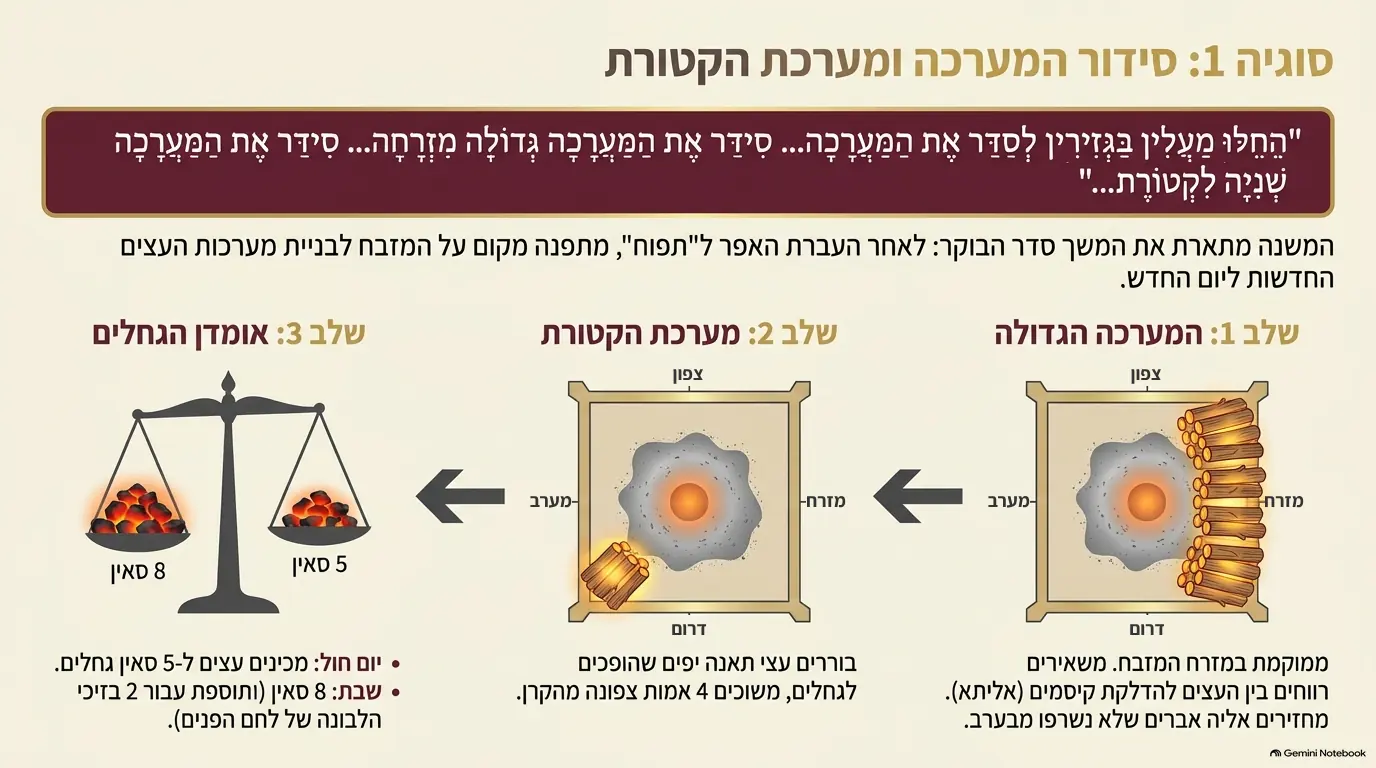 סוגיה 1: סידור המערכה ומערכת הקטורת
"הֵחֵלּוּ מַעֲלִין בַּגְּזִירִין לְסַדֵּר אֶת הַמַּעֲרָכָה... סִידֵּר אֶת הַמַּעֲרָכָה גְּדוֹלָה מִזְרָחָה... סִידֵּר אֶת הַמַּעֲרָכָה
שְׁנִיָּה לִקְטוֹרֶת..."
המשנה מתארת את המשך סדר הבוקר: לאחר העברת האפר ל"תפוח", מתפנה מקום על המזבח לבניית מערכות העצים
החדשות ליום החדש.
שלב 1: המערכה הגדולה
צפון
מזרח
מערב
דרום
ממוקמת במזרח המזבח. משאירים
רווחים בין העצים להדלקת קיסמים (אליתא).
מחזירים אליה אברים שלא נשרפו מבערב.
שלב 2: מערכת הקטורת
צפון
מזרח
מערב
דרום
בוררים עצי תאנה יפים שהופכים
לגחלים, משוכים 4 אמות צפונה מהקרן.
שלב 3: אומדן הגחלים
5 סאין
8 סאין
• יום חול: מכינים עצים ל-5 סאין גחלים.
• שבת: 8 סאין (ותוספת עבור 2 בזיכי
הלבונה של לחם הפנים).
Gemini Notebook